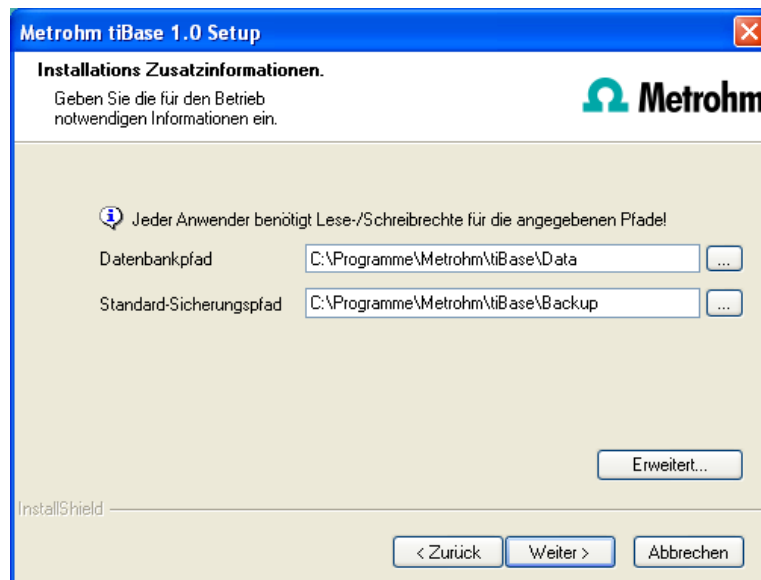 Metrohm tiBase 1.0 Setup
Installations Zusatzinformationen.
Geben Sie die für den Betrieb
notwendigen Informationen ein.
Metrohm
Jeder Anwender benötigt Lese-/Schreibrechte für die angegebenen Pfade!
Datenbankpfad C:\Programme\Metrohm\tiBase\Data ...
Standard-Sicherungspfad C:\Programme\Metrohm\tiBase\Backup ...
Erweitert...
InstallShield
< Zurück Weiter > Abbrechen